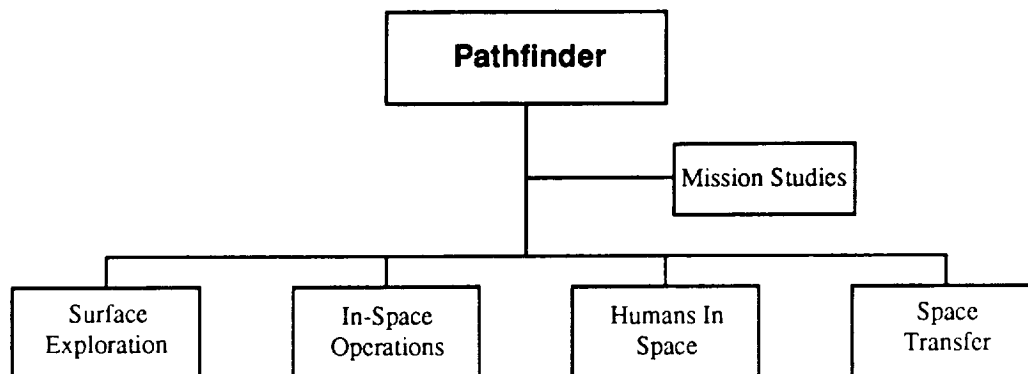 Pathfinder
Mission Studies
Surface
Exploration
In-Space
Operations
Humans In
Space
Space
Transfer